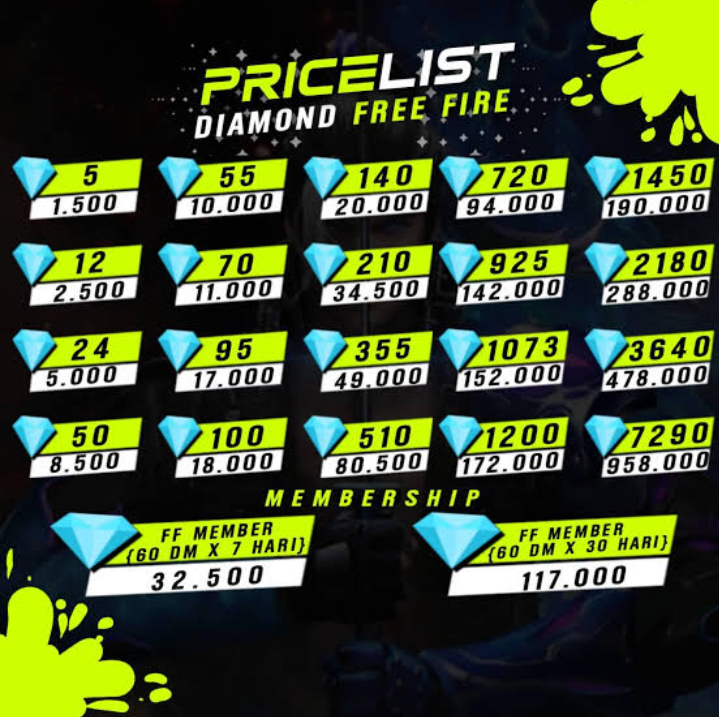 PRICELIST
DIAMOND FREE FIRE
5 55 140 720 1450
1.500 10.000 20.000 94.000 190.000
12 70 210 925 2180
2.500 11.000 34.500 142.000 288.000
24 95 355 1073 3640
5.000 17.000 49.000 152.000 478.000
50 100 510 1200 7290
8.500 18.000 80.500 172.000 958.000
MEMBERSHIP
FF MEMBER
{60 DM X 7 HARI}
32.500
FF MEMBER
{60 DM X 30 HARI}
117.000